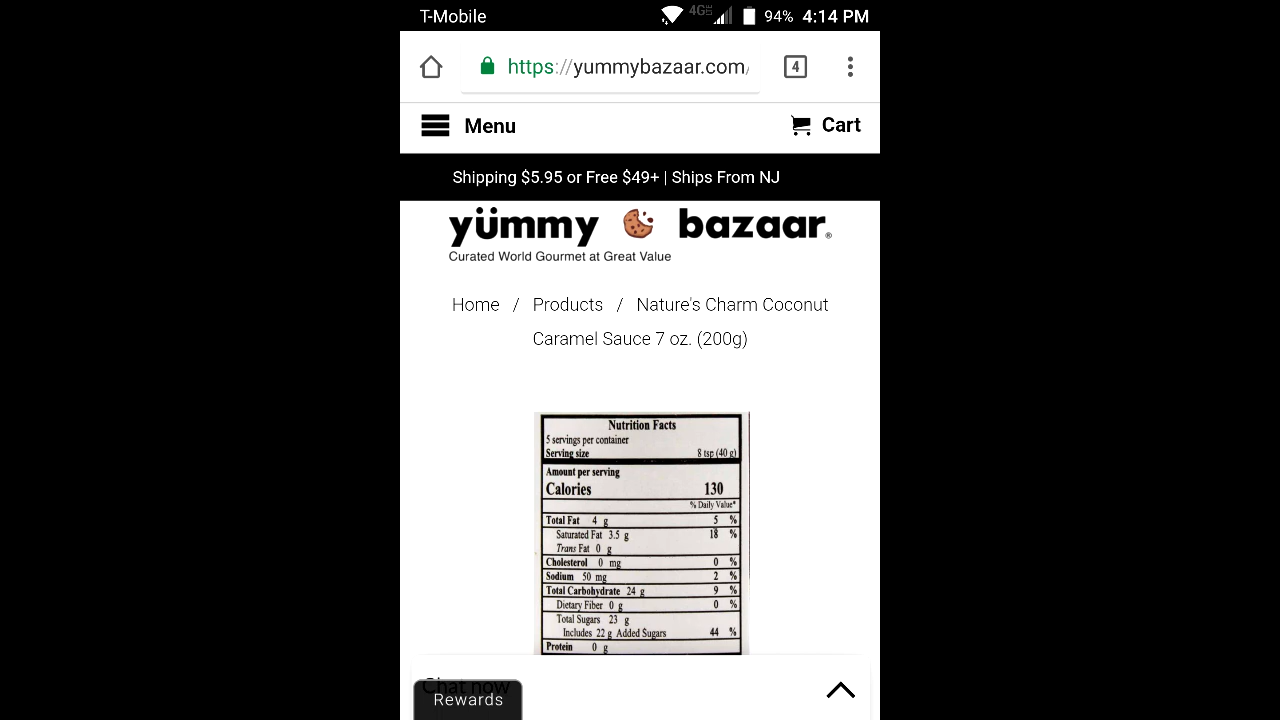 T-Mobile 4G LTE 94% 4:14 PM
https://yummybazaar.com/ 4
Menu Cart
Shipping $5.95 or Free $49+ | Ships From NJ
yümmy bazaar®
Curated World Gourmet at Great Value
Home / Products / Nature's Charm Coconut
Caramel Sauce 7 oz. (200g)
Nutrition Facts
5 servings per container
Serving size 8 tsp (40 g)
Amount per serving
Calories 130
% Daily Value*
Total Fat 4 g 5 %
Saturated Fat 3.5 g 18 %
Trans Fat 0 g
Cholesterol 0 mg 0 %
Sodium 50 mg 2 %
Total Carbohydrate 24 g 9 %
Dietary Fiber 0 g 0 %
Total Sugars 23 g
Includes 22 g Added Sugars 44 %
Protein 0 g
Chat now
Rewards